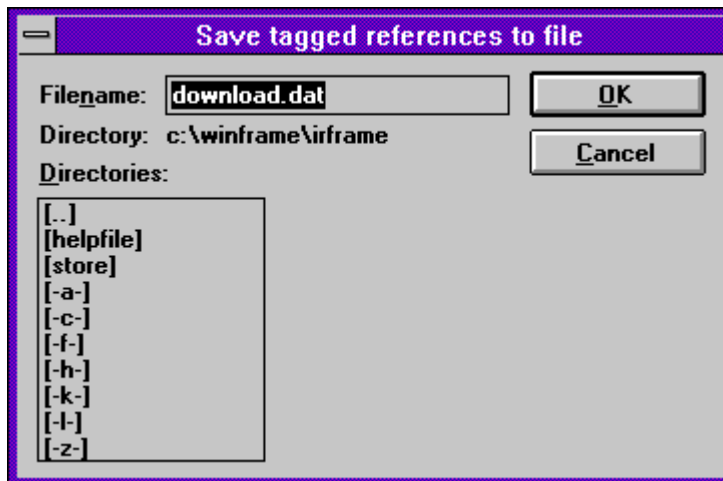 Save tagged references to file
Filename: download.dat
OK
Directory: c:\winframe\irframe
Cancel
Directories:
[..]
[helpfile]
[store]
[-a-]
[-c-]
[-f-]
[-h-]
[-k-]
[-l-]
[-z-]